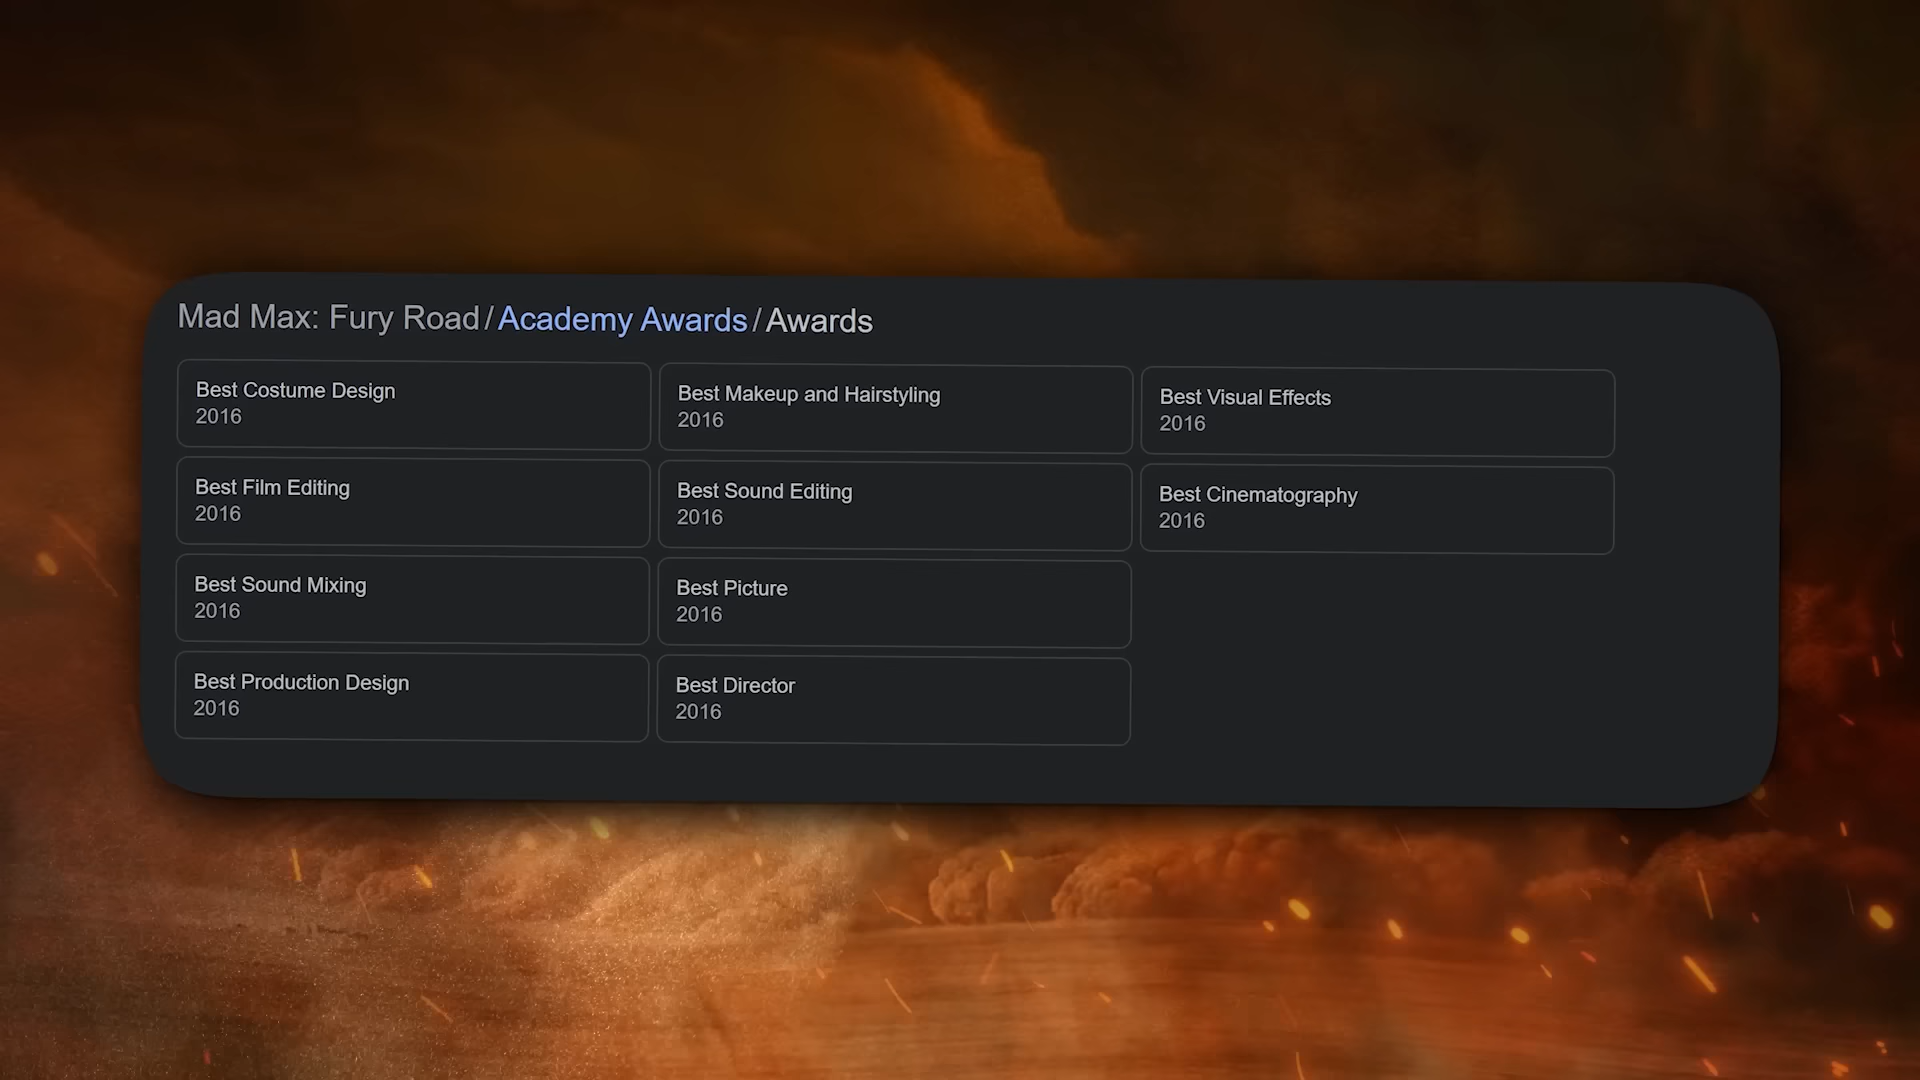 Mad Max: Fury Road/Academy Awards/Awards
Best Costume Design
2016
Best Makeup and Hairstyling
2016
Best Visual Effects
2016
Best Film Editing
2016
Best Sound Editing
2016
Best Cinematography
2016
Best Sound Mixing
2016
Best Picture
2016
Best Production Design
2016
Best Director
2016